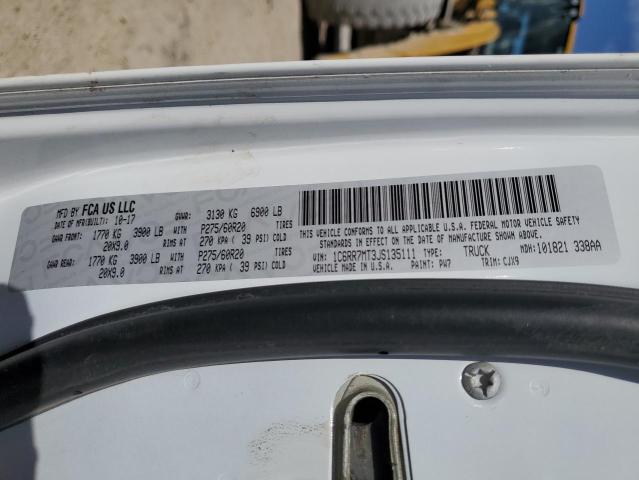 MFD BY FCA US LLC
DATE OF MFR(BUILT): 10-17 GVWR: 3130 KG 6900 LB
GAWR FRONT: 1770 KG 3900 LB WITH P275/60R20 TIRES
20X9.0 RIMS AT 270 KPA ( 39 PSI) COLD
GAWR REAR: 1770 KG 3900 LB WITH P275/60R20 TIRES
20X9.0 RIMS AT 270 KPA ( 39 PSI) COLD
THIS VEHICLE CONFORMS TO ALL APPLICABLE U.S.A. FEDERAL MOTOR VEHICLE SAFETY
STANDARDS IN EFFECT ON THE DATE OF MANUFACTURE SHOWN ABOVE.
VIN: 1C6RR7MT3JS135111 TYPE: TRUCK MDH:101821 338AA
VEHICLE MADE IN U.S.A. PAINT: PW7 TRIM: CJX9